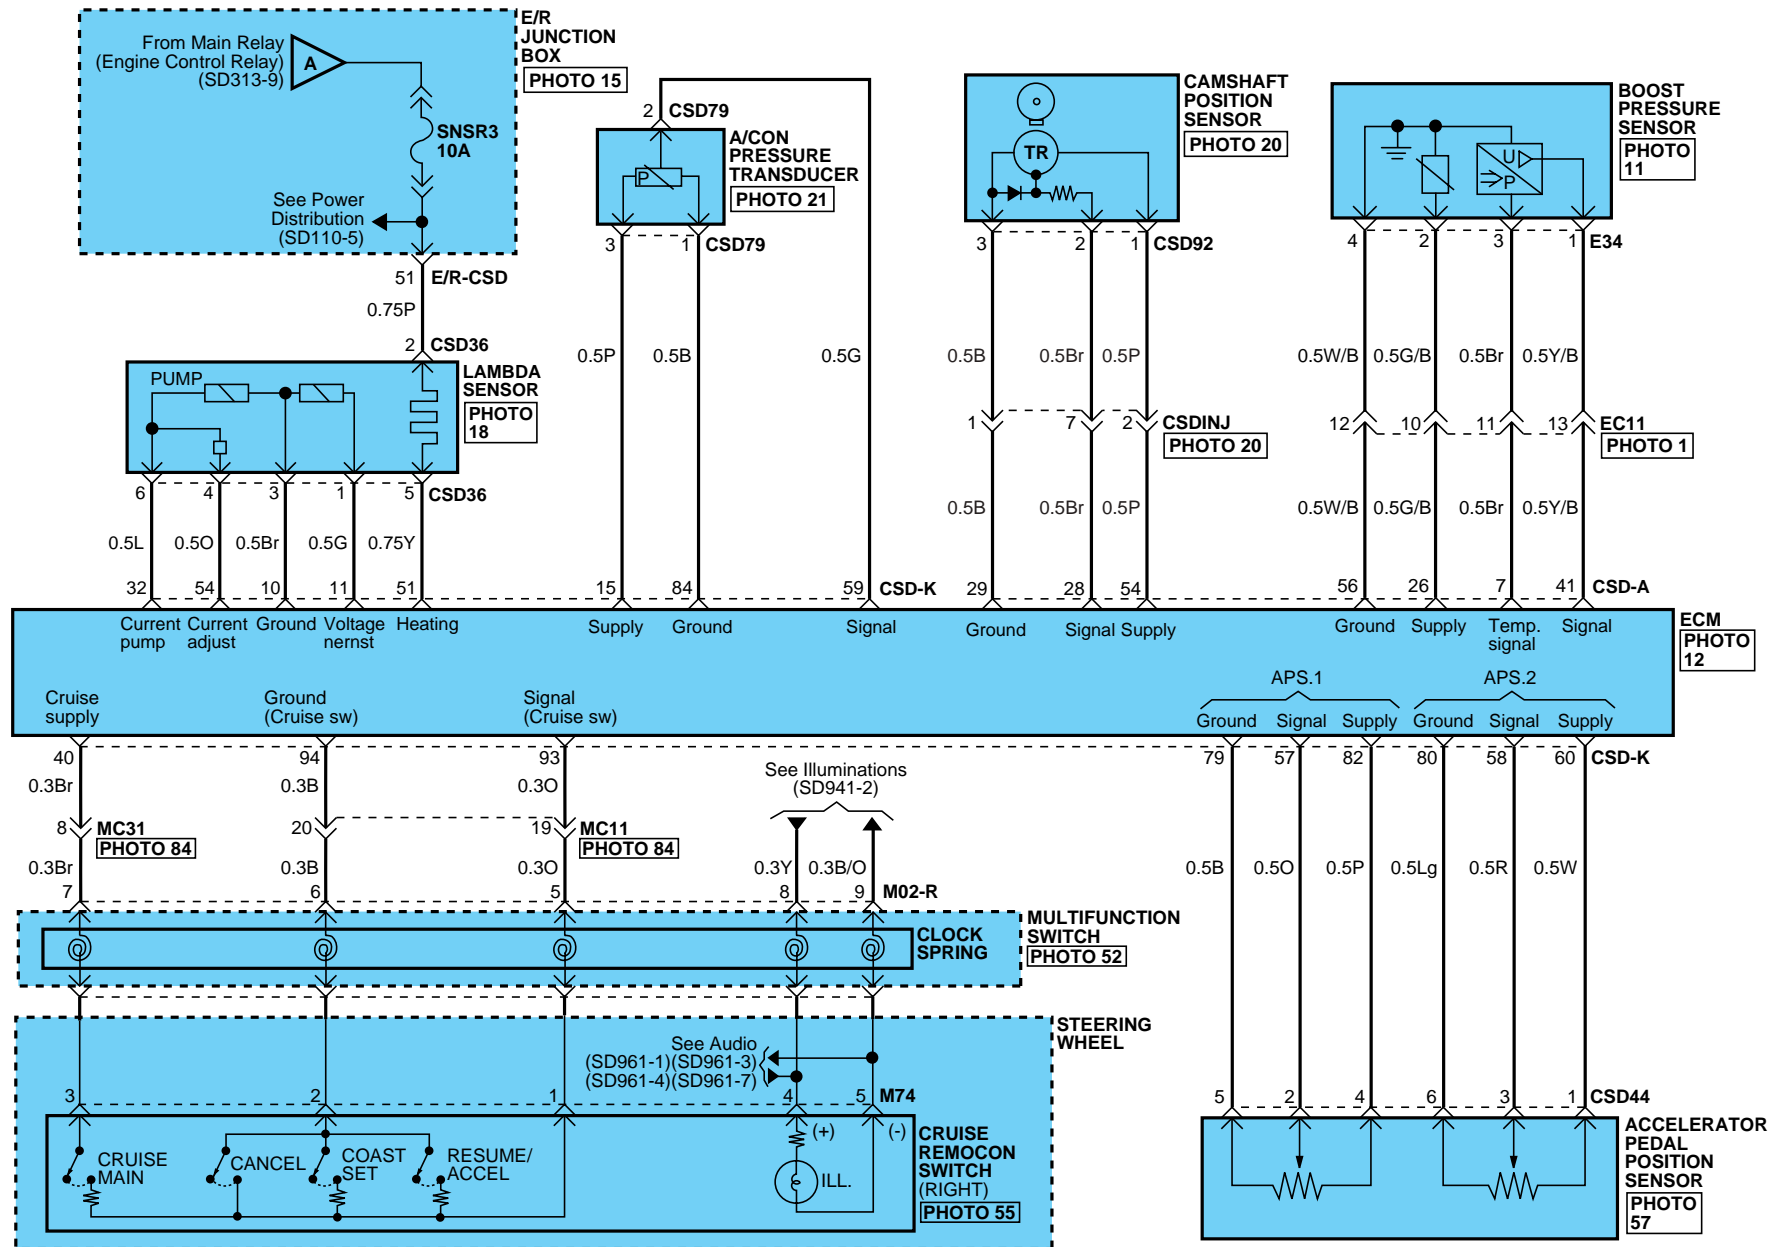 From Main Relay
(Engine Control Relay)
(SD313-9)
A
SNSR3
10A
See Power
Distribution
(SD110-5)
E/R
JUNCTION
BOX
PHOTO 15
51 E/R-CSD
0.75P
2 CSD36
PUMP
LAMBDA
SENSOR
PHOTO
18
6 4 3 1 5 CSD36
0.5L 0.5O 0.5Br 0.5G 0.75Y
32 54 10 11 51
2 CSD79
P
A/CON
PRESSURE
TRANSDUCER
PHOTO 21
3 1 CSD79
0.5P 0.5B 0.5G
15 84 59 CSD-K
TR
CAMSHAFT
POSITION
SENSOR
PHOTO 20
3 2 1 CSD92
0.5B 0.5Br 0.5P
1 7 2 CSDINJ
PHOTO 20
0.5B 0.5Br 0.5P
29 28 54
U
P
BOOST
PRESSURE
SENSOR
PHOTO
11
4 2 3 1 E34
0.5W/B 0.5G/B 0.5Br 0.5Y/B
12 10 11 13 EC11
PHOTO 1
0.5W/B 0.5G/B 0.5Br 0.5Y/B
56 26 7 41 CSD-A
Current
pump
Current
adjust
Ground
Voltage
nernst
Heating
Supply Ground Signal
Ground Signal Supply
Ground Supply
Temp.
signal
Signal
ECM
PHOTO
12
Cruise
supply
Ground
(Cruise sw)
Signal
(Cruise sw)
APS.1 APS.2
Ground Signal Supply Ground Signal Supply
40 94 93
79 57 82 80 58 60 CSD-K
0.3Br 0.3B 0.3O
See Illuminations
(SD941-2)
8 MC31
PHOTO 84
20 19 MC11
PHOTO 84
0.3Br 0.3B 0.3O 0.3Y 0.3B/O
0.5B 0.5O 0.5P 0.5Lg 0.5R 0.5W
7 6 5 8 9 M02-R
CLOCK
SPRING
MULTIFUNCTION
SWITCH
PHOTO 52
STEERING
WHEEL
See Audio
(SD961-1)(SD961-3)
(SD961-4)(SD961-7)
3 2 1 4 5 M74
CRUISE
MAIN
CANCEL
COAST
SET
RESUME/
ACCEL
(+) (-)
ILL.
CRUISE
REMOCON
SWITCH
(RIGHT)
PHOTO 55
5 2 4 6 3 1 CSD44
ACCELERATOR
PEDAL
POSITION
SENSOR
PHOTO
57